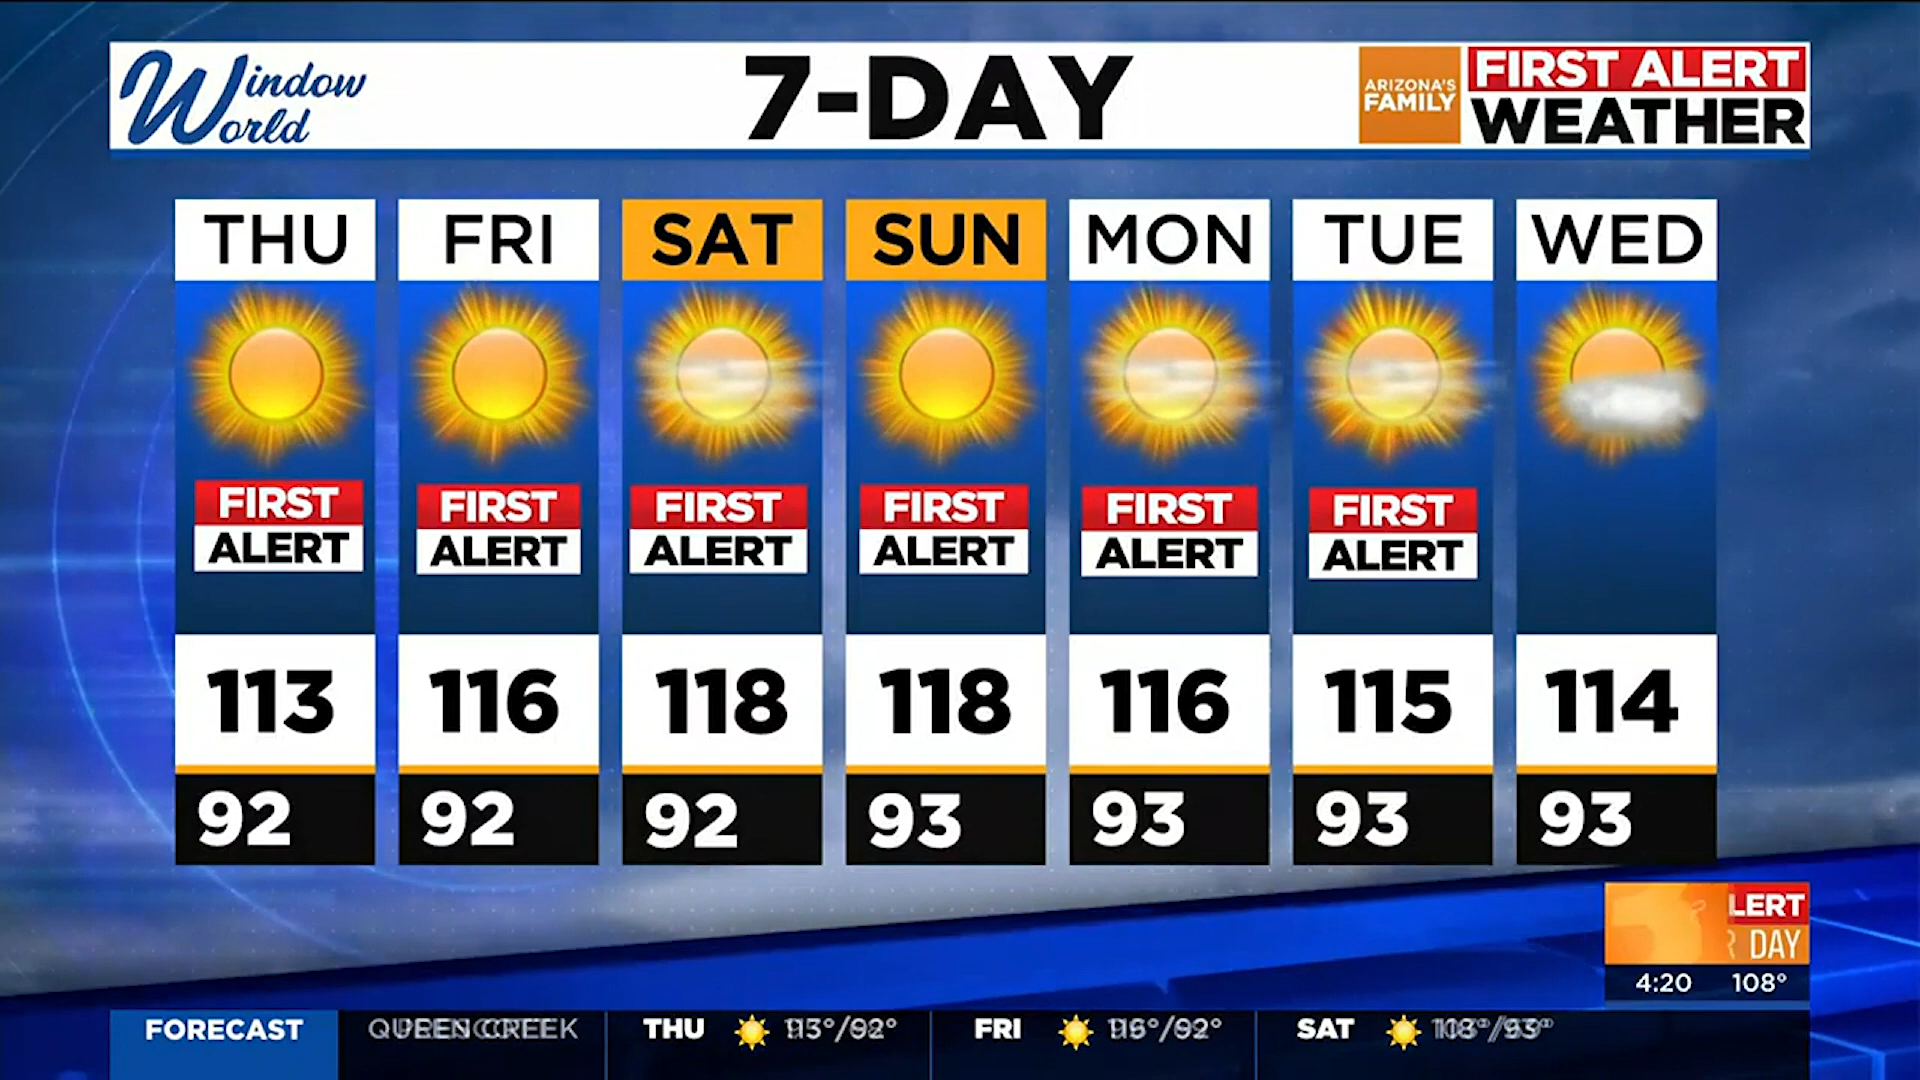 Window World
7-DAY
ARIZONA'S
FAMILY
FIRST ALERT
WEATHER
THU FRI SAT SUN MON TUE WED
FIRST FIRST FIRST FIRST FIRST FIRST
ALERT ALERT ALERT ALERT ALERT ALERT
113 116 118 118 116 115 114
92 92 92 93 93 93 93
LERT
DAY
4:20 108°
FORECAST QUEEN CREEK THU FRI SAT